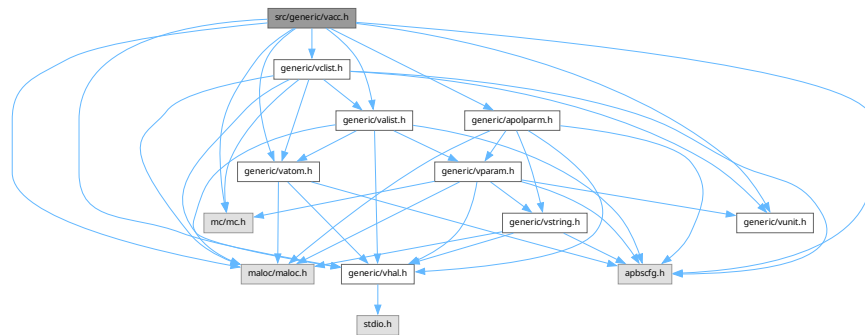 src/generic/vacc.h
generic/vclist.h
generic/valist.h
generic/apolparm.h
generic/vatom.h
generic/vparam.h
mc/mc.h
generic/vstring.h
generic/vunit.h
maloc/maloc.h
generic/vhal.h
apbscfg.h
stdio.h